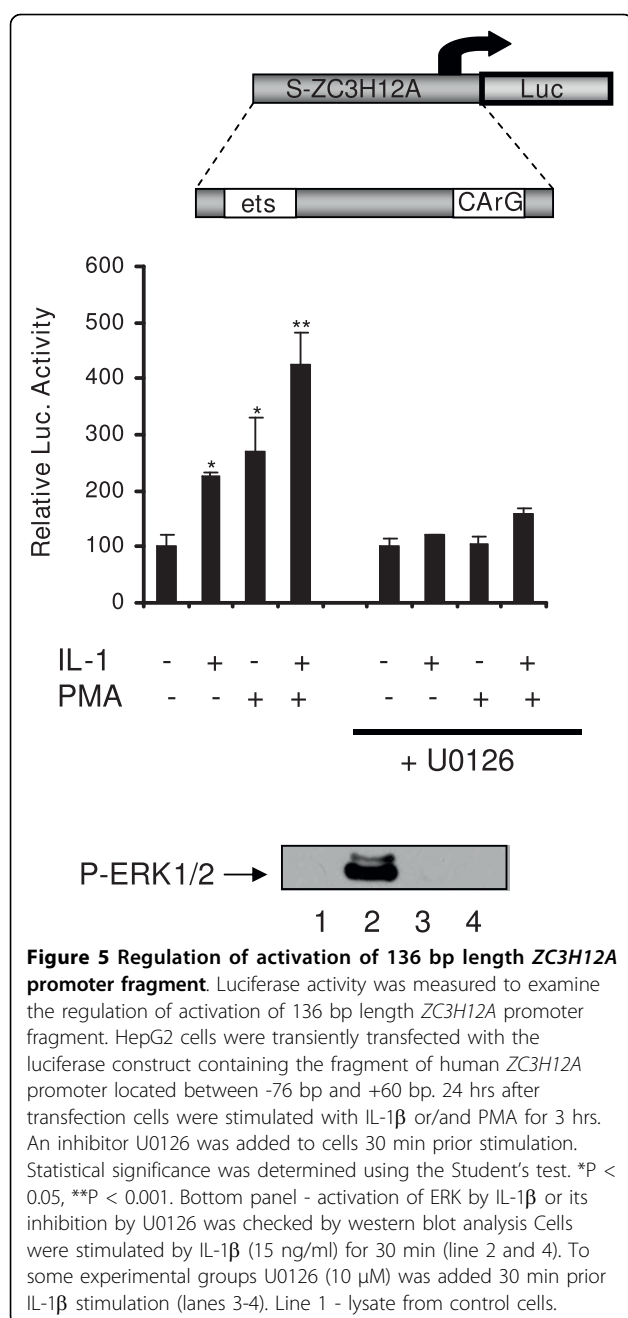 S-ZC3H12A Luc
ets CArG
600
500
400
300
200
100
0
Relative Luc. Activity
* * **
IL-1 - + - + - + - +
PMA - - + + - - + +
+ U0126
P-ERK1/2 →
1 2 3 4
Figure 5 Regulation of activation of 136 bp length ZC3H12A
promoter fragment. Luciferase activity was measured to examine
the regulation of activation of 136 bp length ZC3H12A promoter
fragment. HepG2 cells were transiently transfected with the
luciferase construct containing the fragment of human ZC3H12A
promoter located between -76 bp and +60 bp. 24 hrs after
transfection cells were stimulated with IL-1β or/and PMA for 3 hrs.
An inhibitor U0126 was added to cells 30 min prior stimulation.
Statistical significance was determined using the Student's test. *P <
0.05, **P < 0.001. Bottom panel - activation of ERK by IL-1β or its
inhibition by U0126 was checked by western blot analysis Cells
were stimulated by IL-1β (15 ng/ml) for 30 min (line 2 and 4). To
some experimental groups U0126 (10 μM) was added 30 min prior
IL-1β stimulation (lanes 3-4). Line 1 - lysate from control cells.